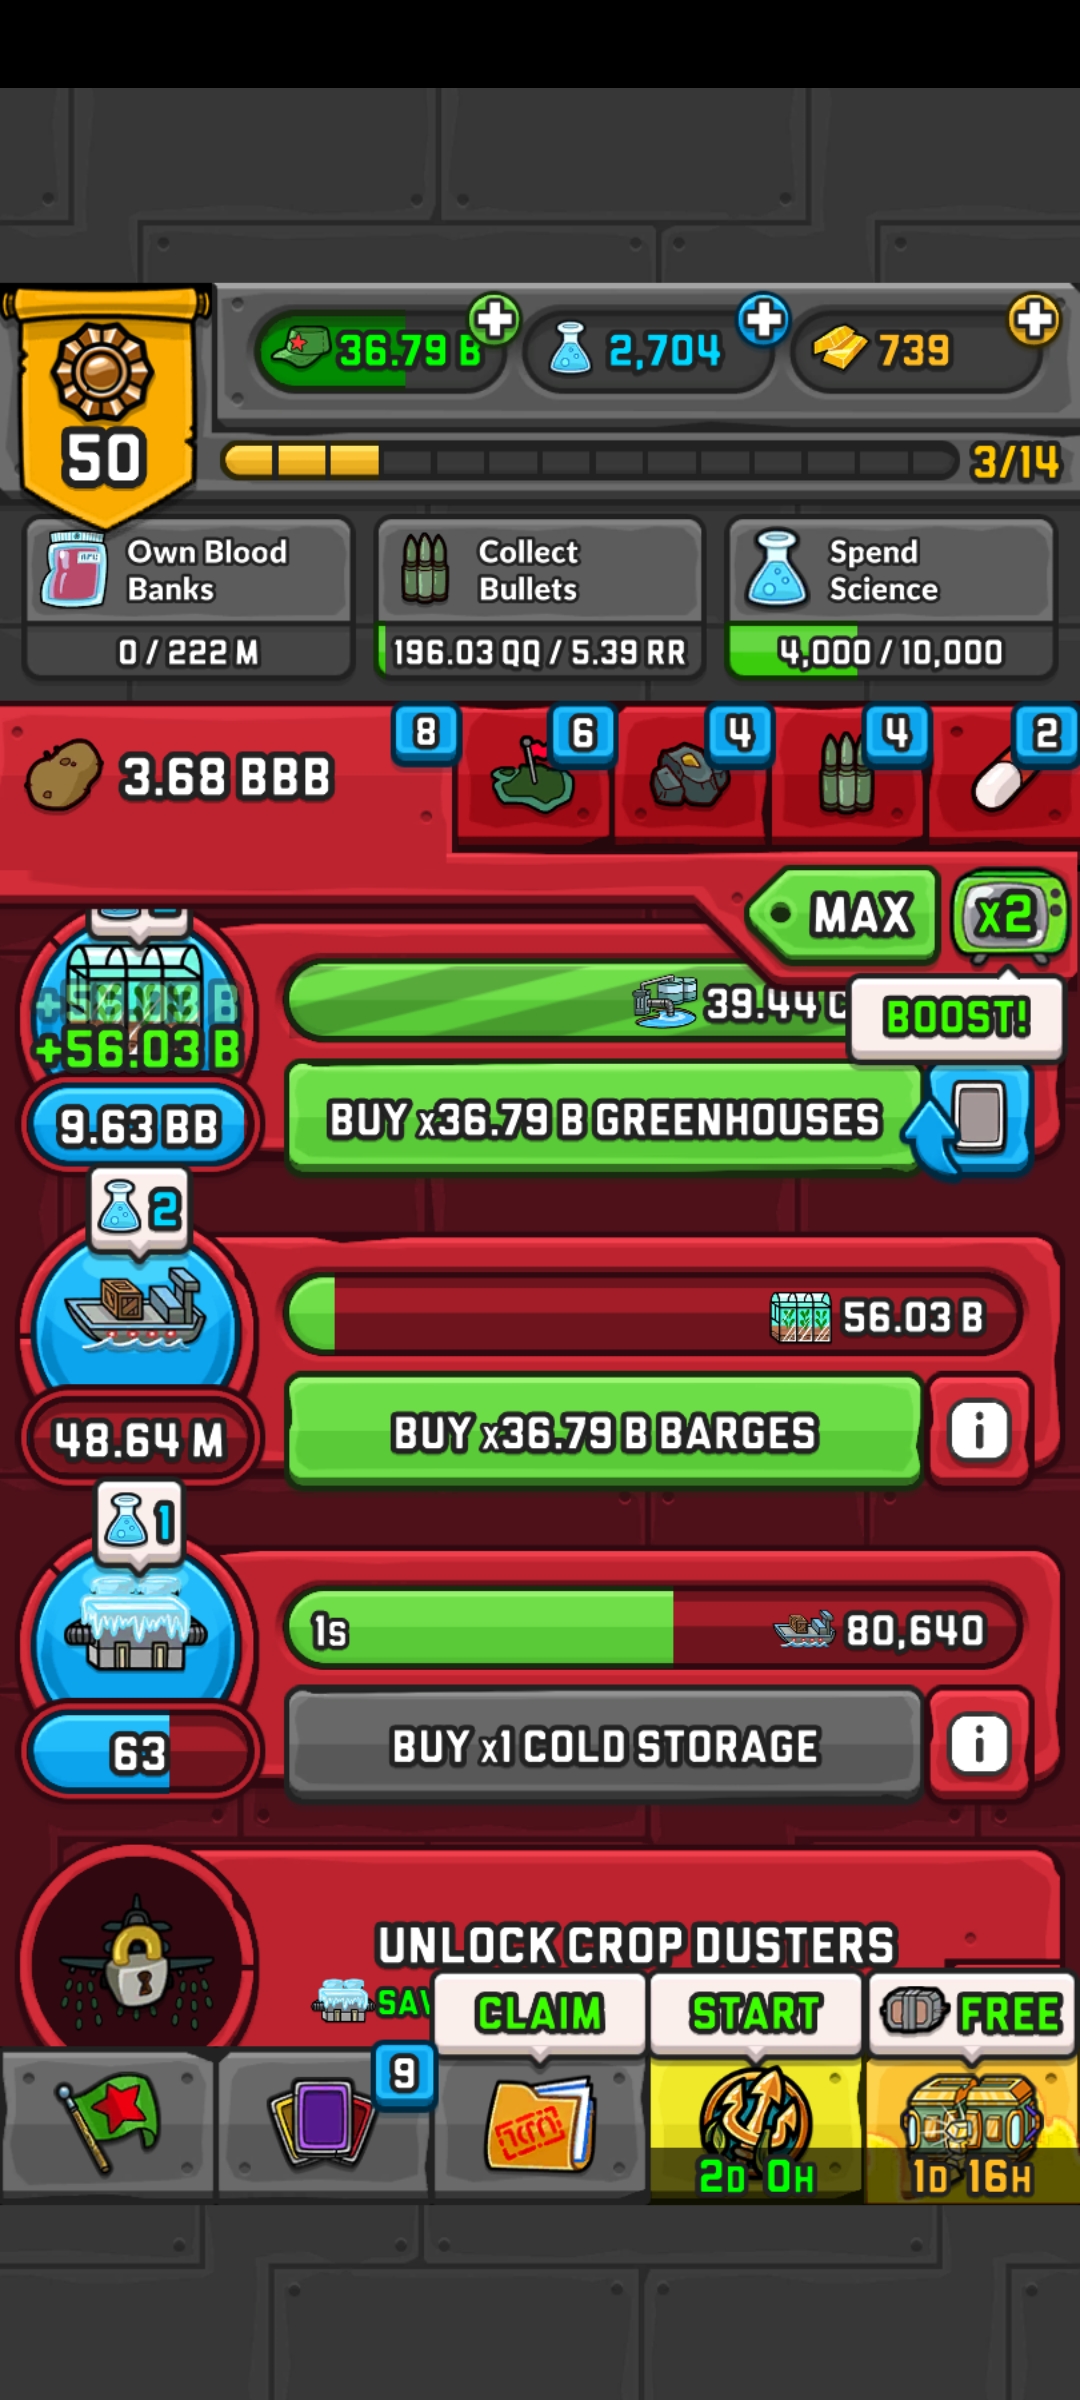 36.79 B
2,704
739
50
3/14
Own Blood
Banks
0 / 222 M
Collect
Bullets
196.03 QQ / 5.39 RR
Spend
Science
4,000 / 10,000
3.68 BBB
8
6
4
4
2
MAX
x2
BOOST!
+56.03 B
+56.03 B
39.44
9.63 BB
BUY x36.79 B GREENHOUSES
2
56.03 B
48.64 M
BUY x36.79 B BARGES
1
1s
80,640
63
BUY x1 COLD STORAGE
UNLOCK CROP DUSTERS
CLAIM
START
FREE
9
2D 0H
1D 16H